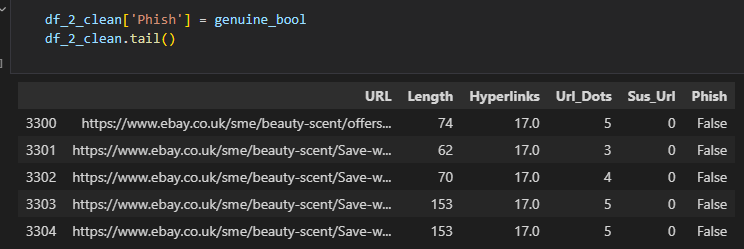 df_2_clean['Phish'] = genuine_bool
df_2_clean.tail()
URL Length Hyperlinks Url_Dots Sus_Url Phish
3300 https://www.ebay.co.uk/sme/beauty-scent/offers... 74 17.0 5 0 False
3301 https://www.ebay.co.uk/sme/beauty-scent/Save-w... 62 17.0 3 0 False
3302 https://www.ebay.co.uk/sme/beauty-scent/Save-w... 70 17.0 4 0 False
3303 https://www.ebay.co.uk/sme/beauty-scent/Save-w... 153 17.0 5 0 False
3304 https://www.ebay.co.uk/sme/beauty-scent/Save-w... 153 17.0 5 0 False